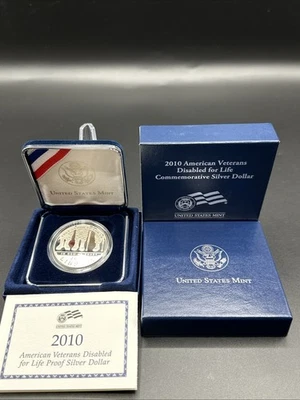 UNITED STATES MINT
2010 American Veterans
Disabled for Life
Commemorative Silver Dollar
UNITED STATES MINT
UNITED STATES MINT
2010
American Veterans Disabled
for Life Proof Silver Dollar